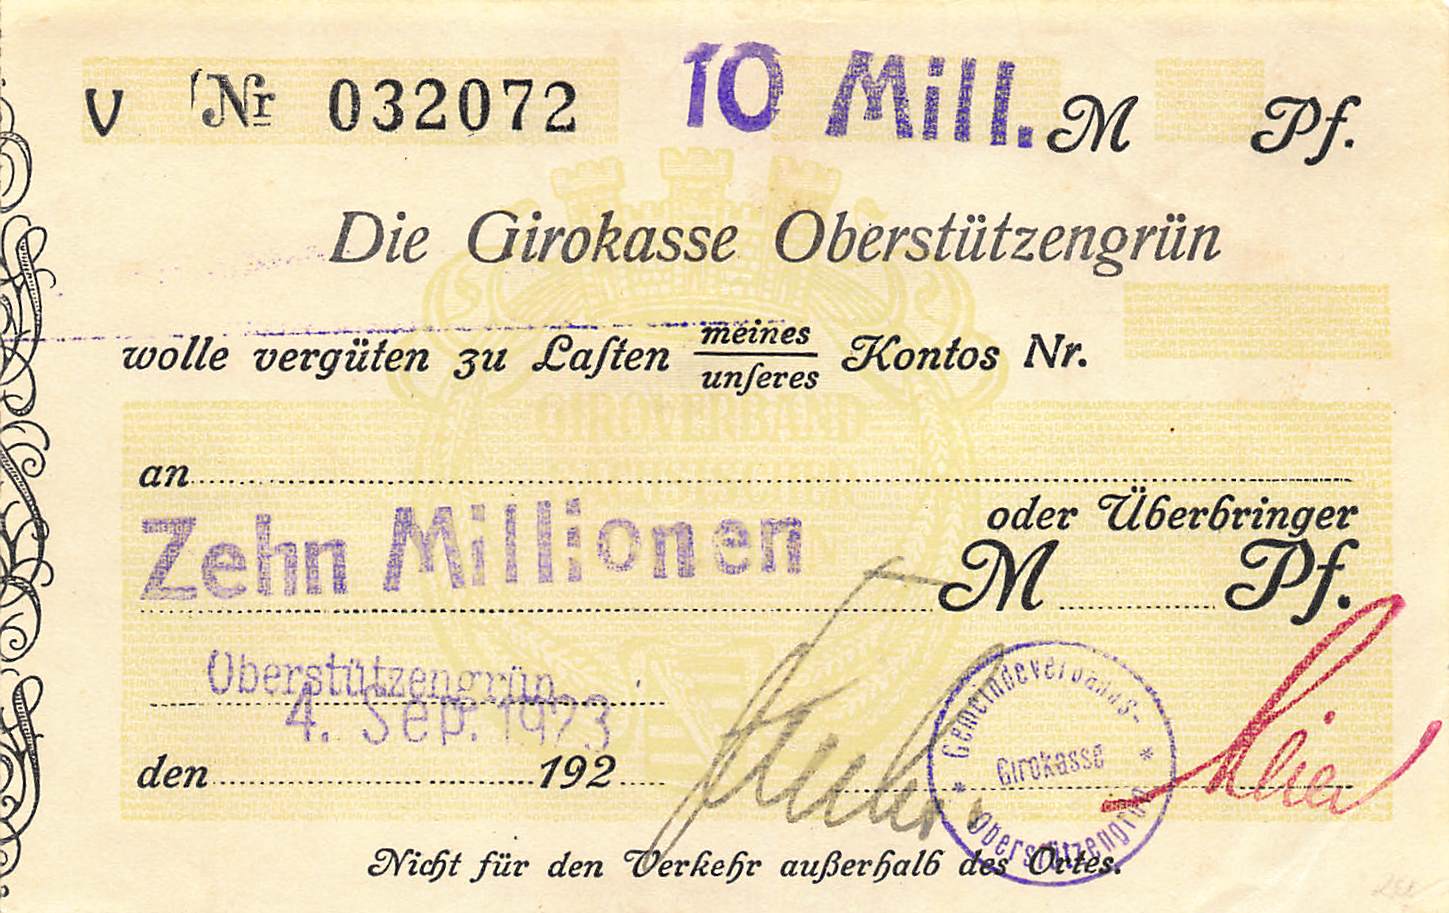 V Nr 032072 10 Mill. M Pf.
Die Girokasse Oberstützengrün
wolle vergüten zu Laſten meines Kontos Nr.
unſeres
an
oder Überbringer
Zehn Millionen M Pf.
Oberstützengrün
4. Sep. 1923
den 192
Gemeindeverbands-
Girokasse
Oberstützengrün
Nicht für den Verkehr außerhalb des Ortes.
GIROVERBAND